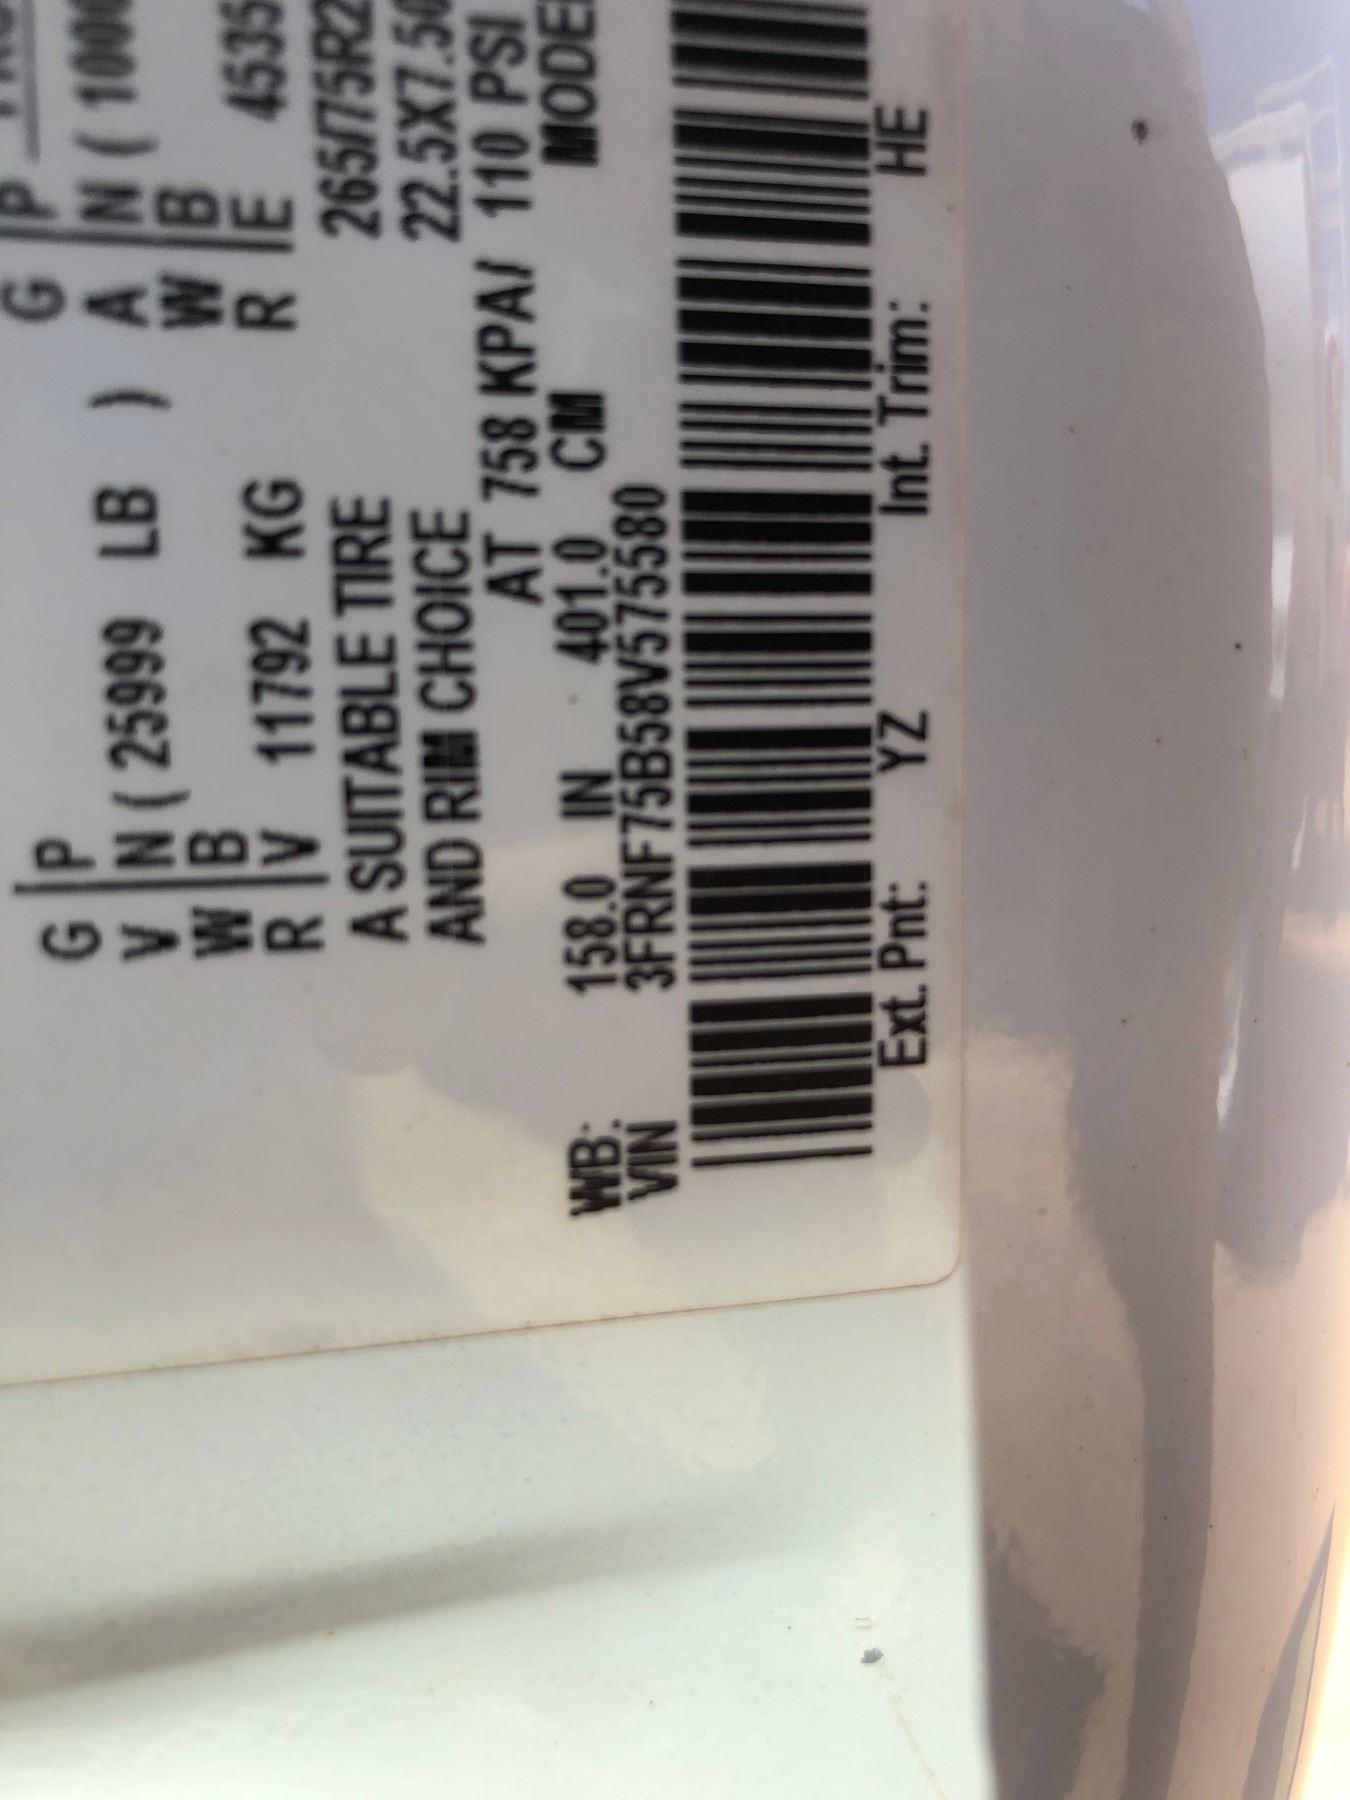 G|P
V|N ( 25999 LB ) A|N ( 1000
W|B W|B
R|V 11792 KG R|E 4535
A SUITABLE TIRE 265/75R2
AND RIM CHOICE 22.5X7.50
AT 758 KPA/ 110 PSI
WB: 158.0 IN 401.0 CM MODEL
VIN 3FRNF75B58V575580
Ext. Pnt: YZ Int. Trim: HE